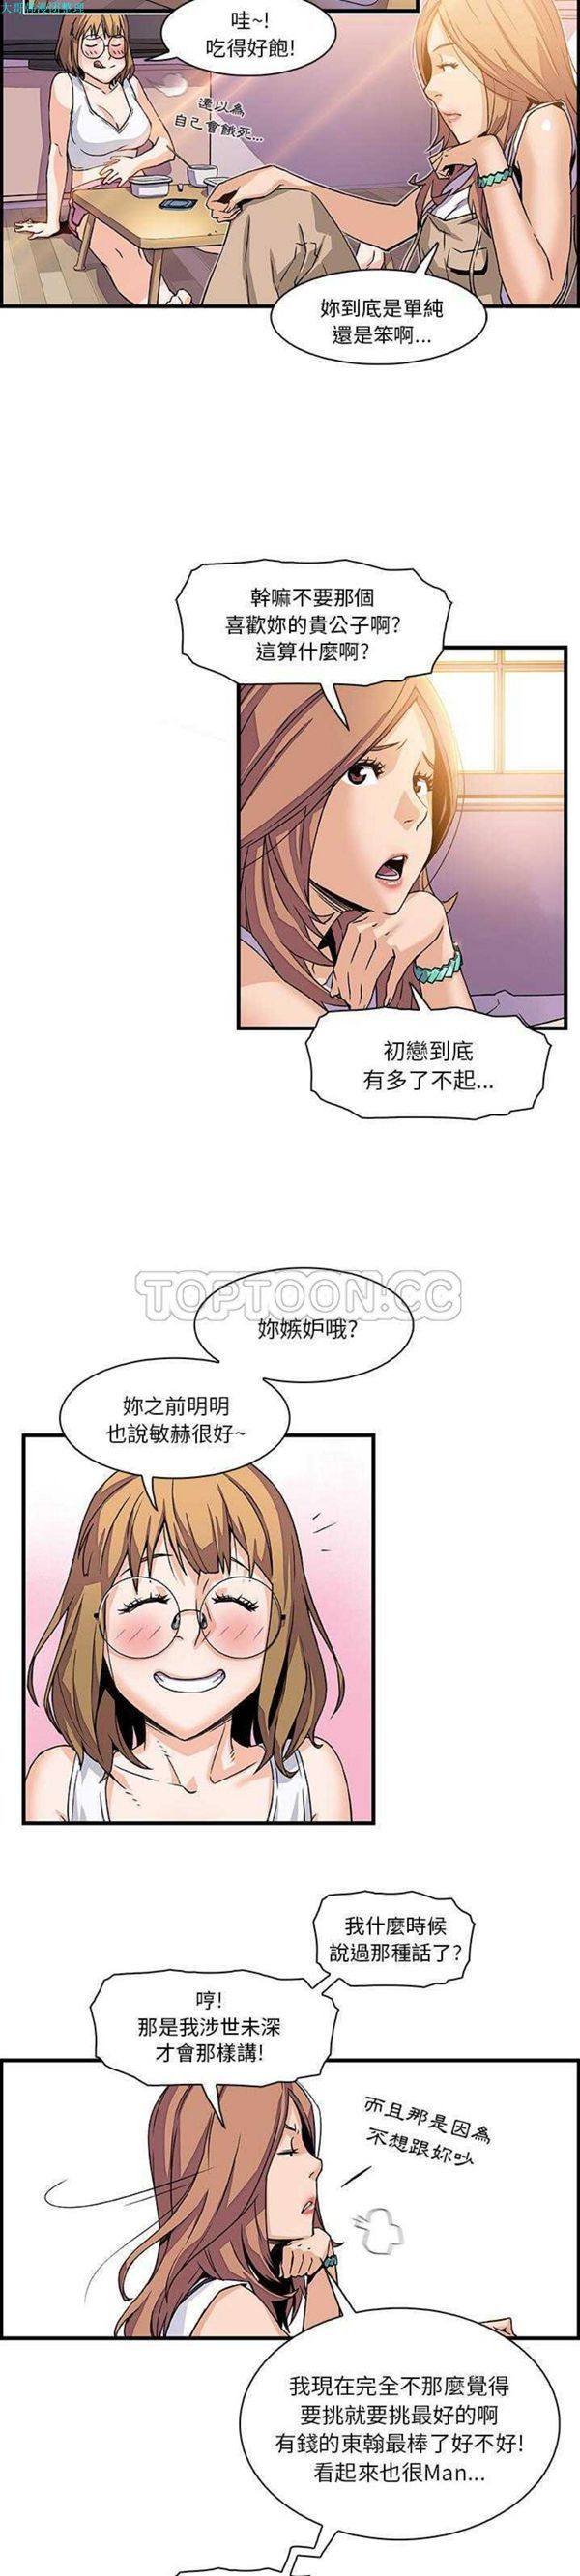 大哥韩漫团整理
哇~!
吃得好飽!
還以為
自己會餓死...
妳到底是單純
還是笨啊...
幹嘛不要那個
喜歡妳的貴公子啊?
這算什麼啊?
初戀到底
有多了不起...
TOPTOON.CC
妳嫉妒哦?
妳之前明明
也說敏赫很好~
我什麼時候
說過那種話了?
哼!
那是我涉世未深
才會那樣講!
而且那是因為
不想跟妳吵
我現在完全不那麼覺得
要挑就要挑最好的啊
有錢的東翰最棒了好不好!
看起來也很Man...